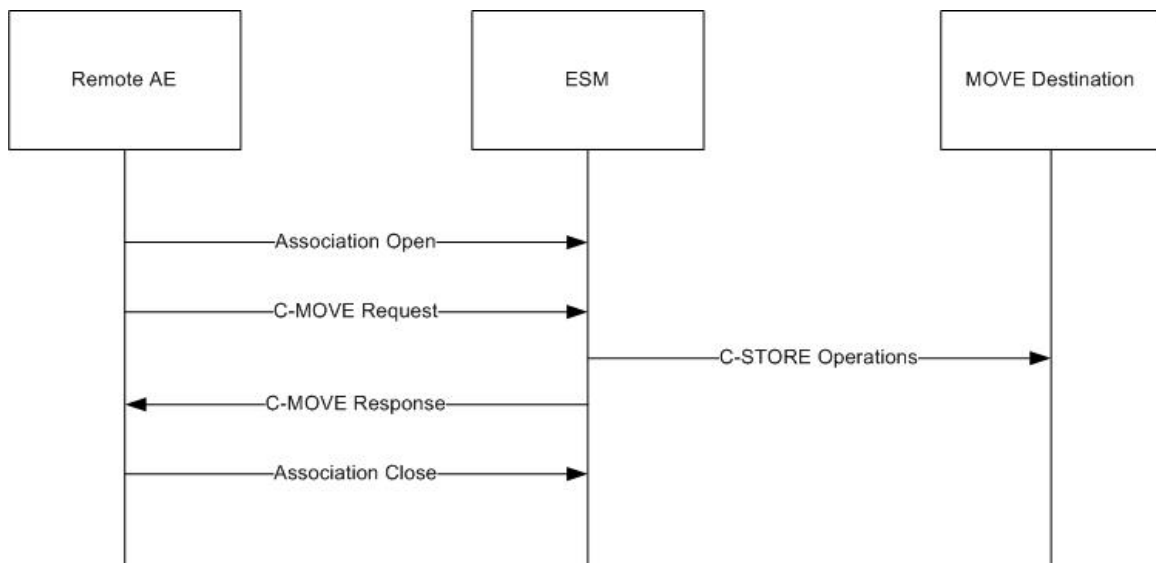 Remote AE
ESM
MOVE Destination
Association Open
C-MOVE Request
C-STORE Operations
C-MOVE Response
Association Close